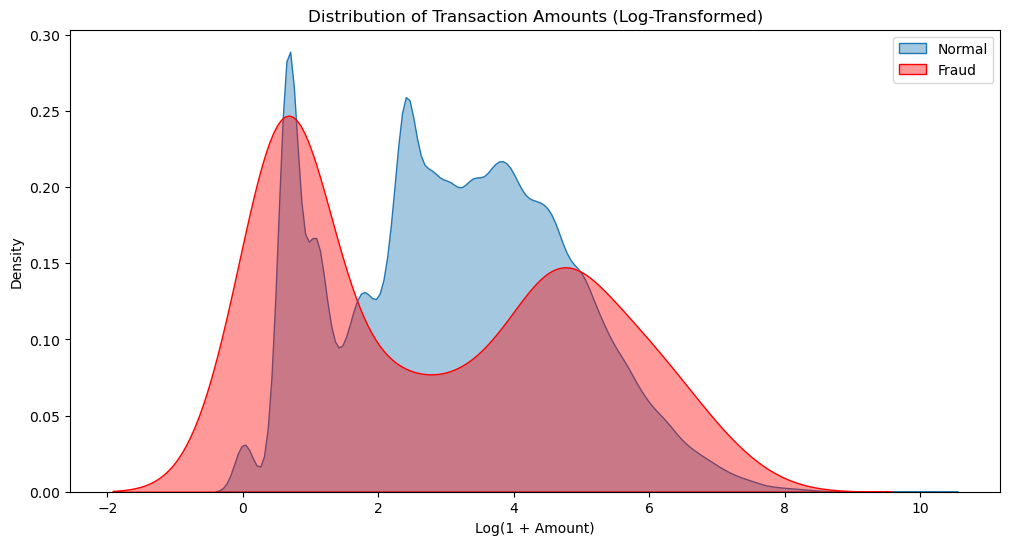 Distribution of Transaction Amounts (Log-Transformed)
Normal
Fraud
0.30
0.25
0.20
0.15
0.10
0.05
0.00
Density
−2
0
2
4
6
8
10
Log(1 + Amount)